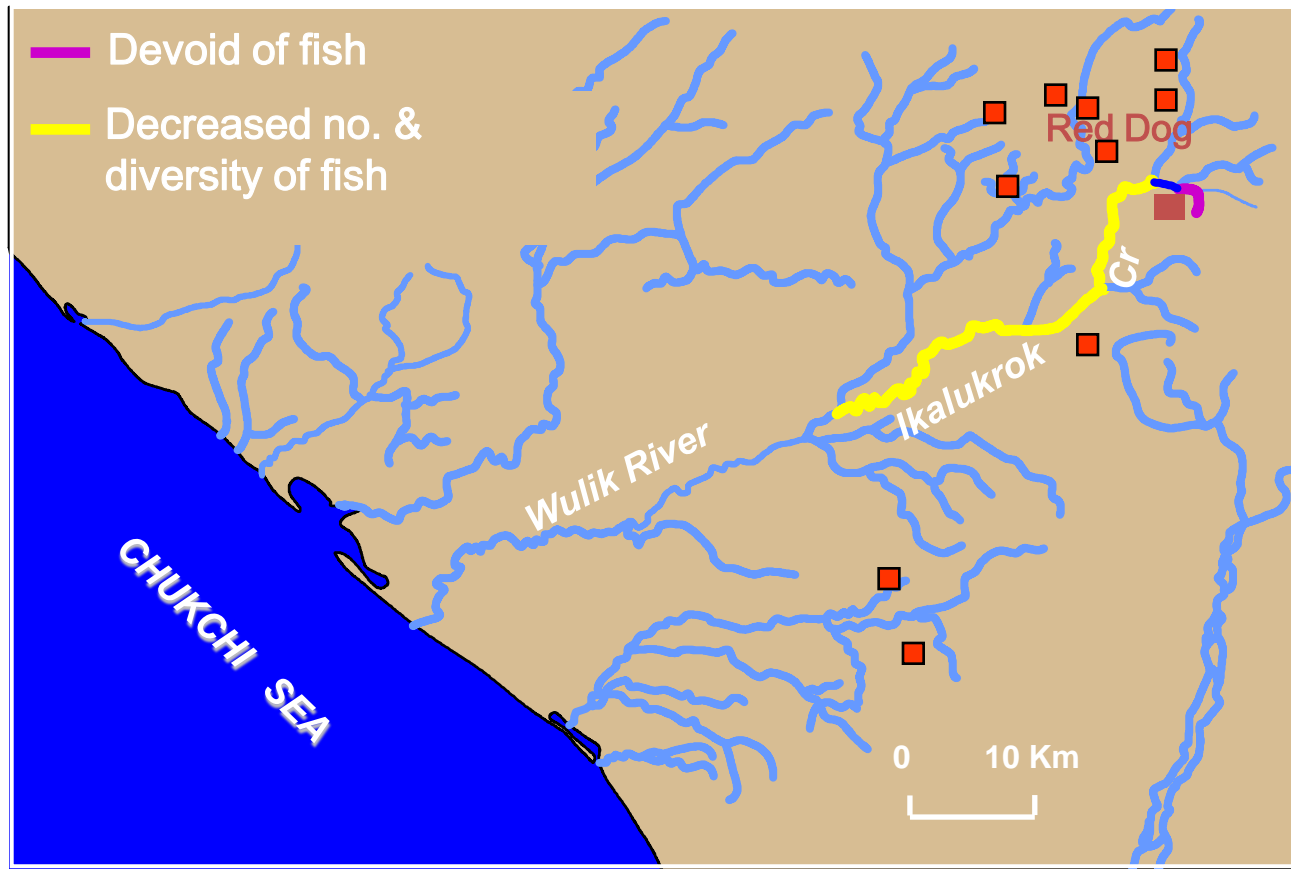 Devoid of fish
Decreased no. &
diversity of fish
Red Dog
Cr
Ikalukrok
Wulik River
CHUKCHI SEA
0 10 Km